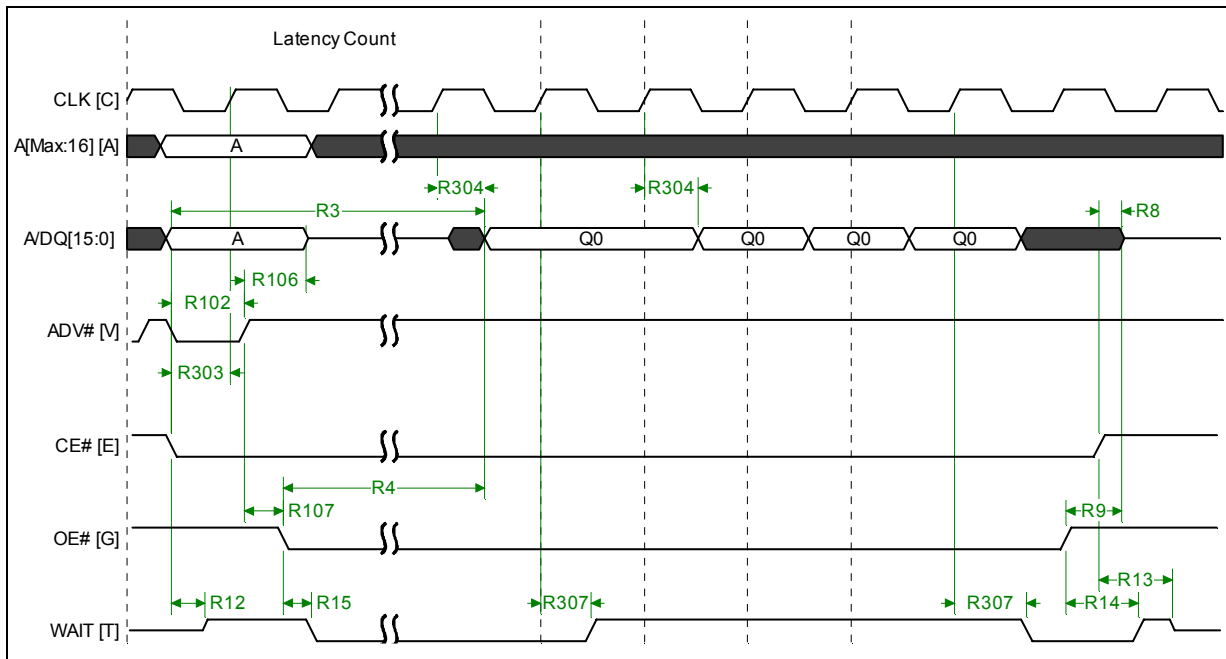 Latency Count
CLK [C]
A[Max:16] [A]
A
R304
R304
R3
R8
A/DQ[15:0]
A
Q0
Q0
Q0
Q0
R106
R102
ADV# [V]
R303
CE# [E]
R4
R107
R9
OE# [G]
R13
R12
R15
R307
R307
R14
WAIT [T]